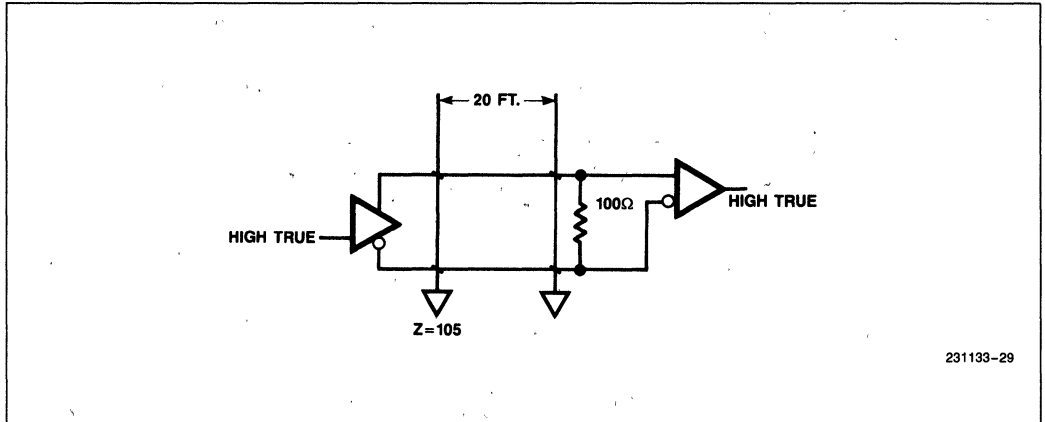 20 FT.
100Ω
HIGH TRUE
HIGH TRUE
Z=105
231133-29